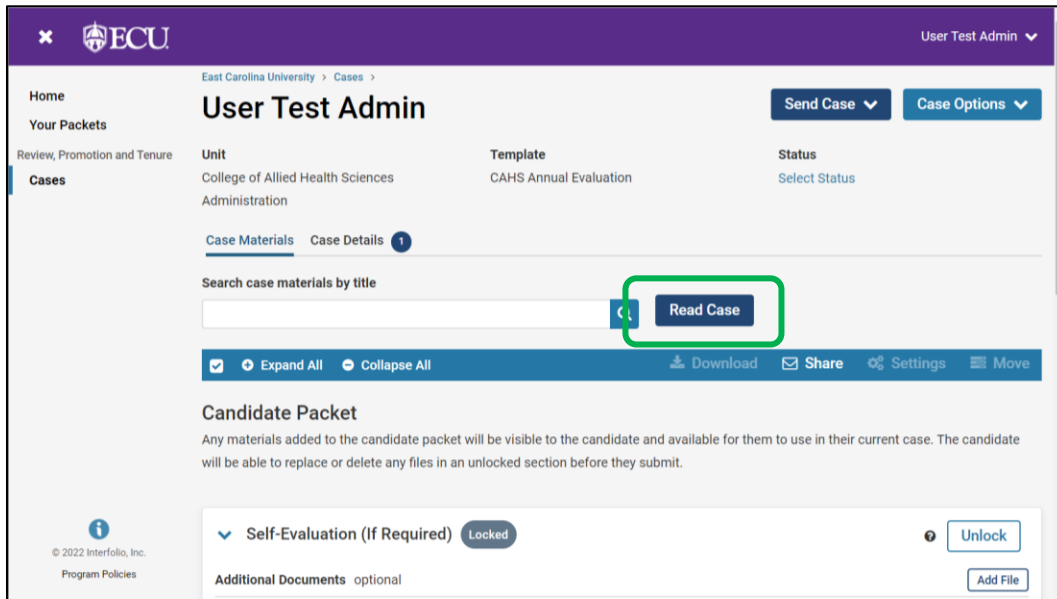 ECU
User Test Admin
Home
Your Packets
Review, Promotion and Tenure
Cases
© 2022 Interfolio, Inc.
Program Policies
East Carolina University > Cases >
User Test Admin
Send Case
Case Options
Unit
College of Allied Health Sciences
Administration
Template
CAHS Annual Evaluation
Status
Select Status
Case Materials Case Details 1
Search case materials by title
Read Case
Expand All Collapse All Download Share Settings Move
Candidate Packet
Any materials added to the candidate packet will be visible to the candidate and available for them to use in their current case. The candidate
will be able to replace or delete any files in an unlocked section before they submit.
Self-Evaluation (If Required) Locked Unlock
Additional Documents optional Add File